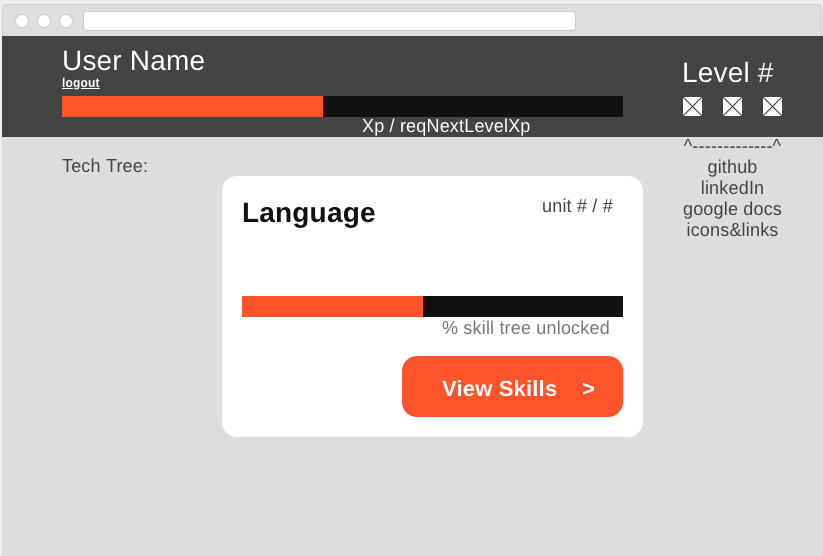 User Name
logout
Level #
Xp / reqNextLevelXp
^-------------^
github
linkedIn
google docs
icons&links
Tech Tree:
Language
unit # / #
% skill tree unlocked
View Skills >